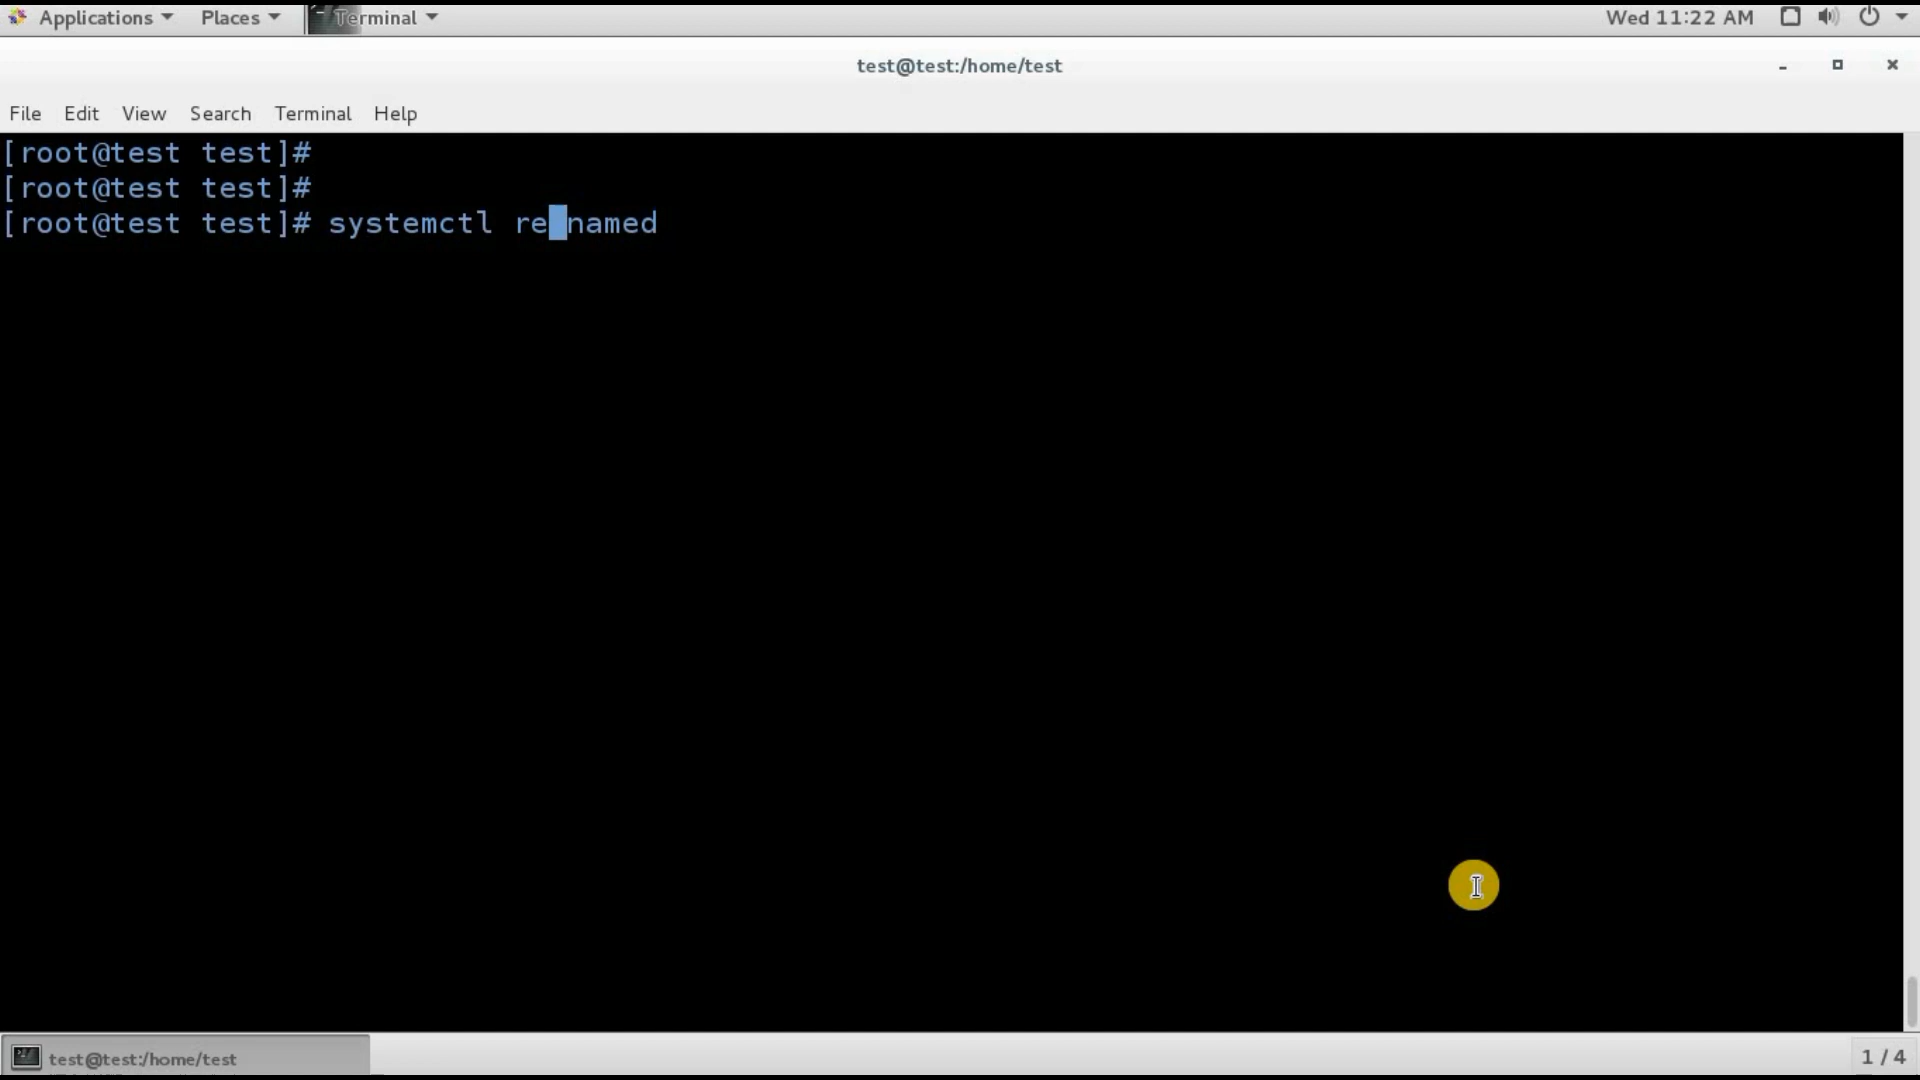 Applications Places Terminal Wed 11:22 AM
test@test:/home/test
File Edit View Search Terminal Help
[root@test test]#
[root@test test]#
[root@test test]# systemctl re named
test@test:/home/test 1 / 4